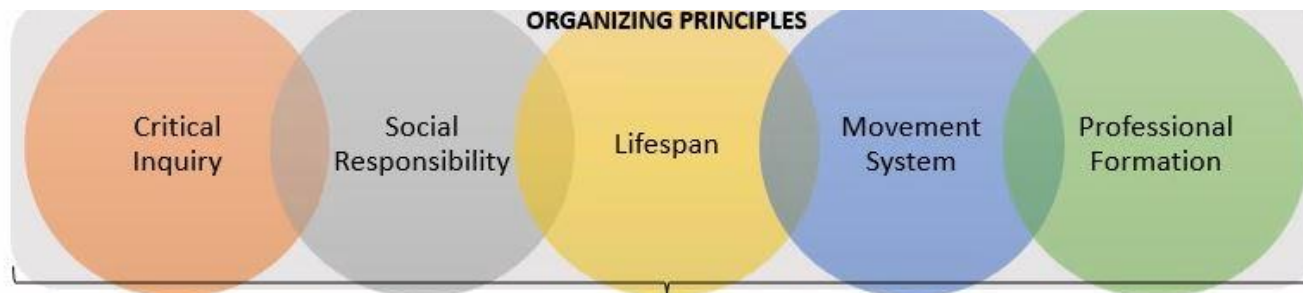 ORGANIZING PRINCIPLES
Critical
Inquiry
Social
Responsibility
Lifespan
Movement
System
Professional
Formation